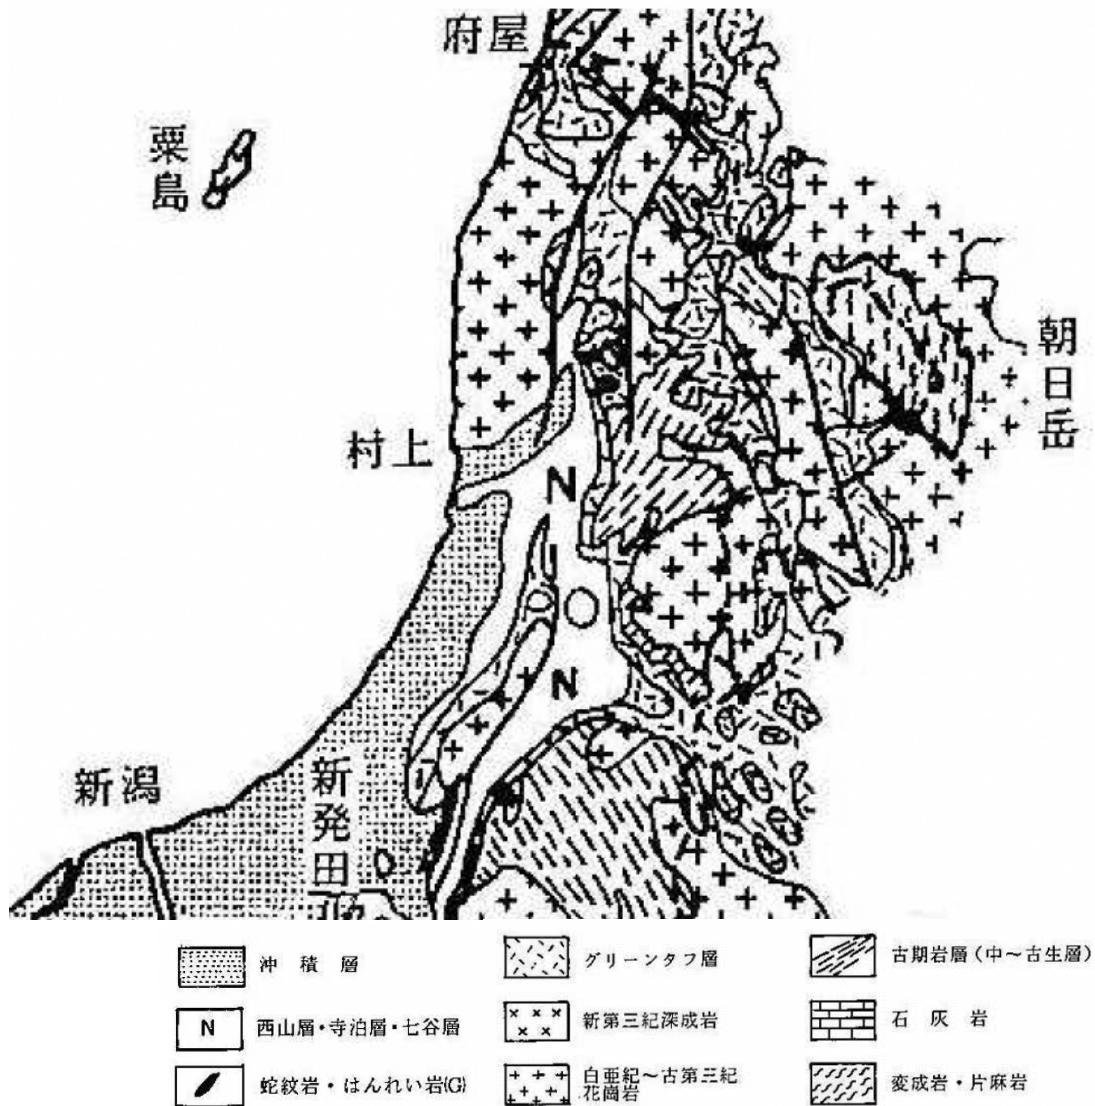 府屋
粟島
朝日岳
村上
N
N
新潟
新発田
沖積層
グリーンタフ層
古期岩層(中～古生層)
N
西山層・寺泊層・七谷層
新第三紀深成岩
石灰岩
蛇紋岩・はんれい岩(G)
白亜紀～古第三紀
花崗岩
変成岩・片麻岩